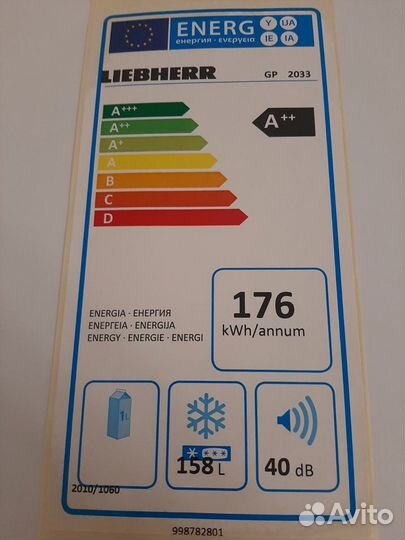 ENERG Y IJA
енергия · ενεργεια IE IA
LIEBHERR GP 2033
A+++
A++ A++
A+
A
B
C
D
ENERGIA · ЕНЕРГИЯ
ΕΝΕΡΓΕΙΑ · ENERGIJA
ENERGY · ENERGIE · ENERGI
176
kWh/annum
1L
158 L
40 dB
2010/1060
998782801
Avito